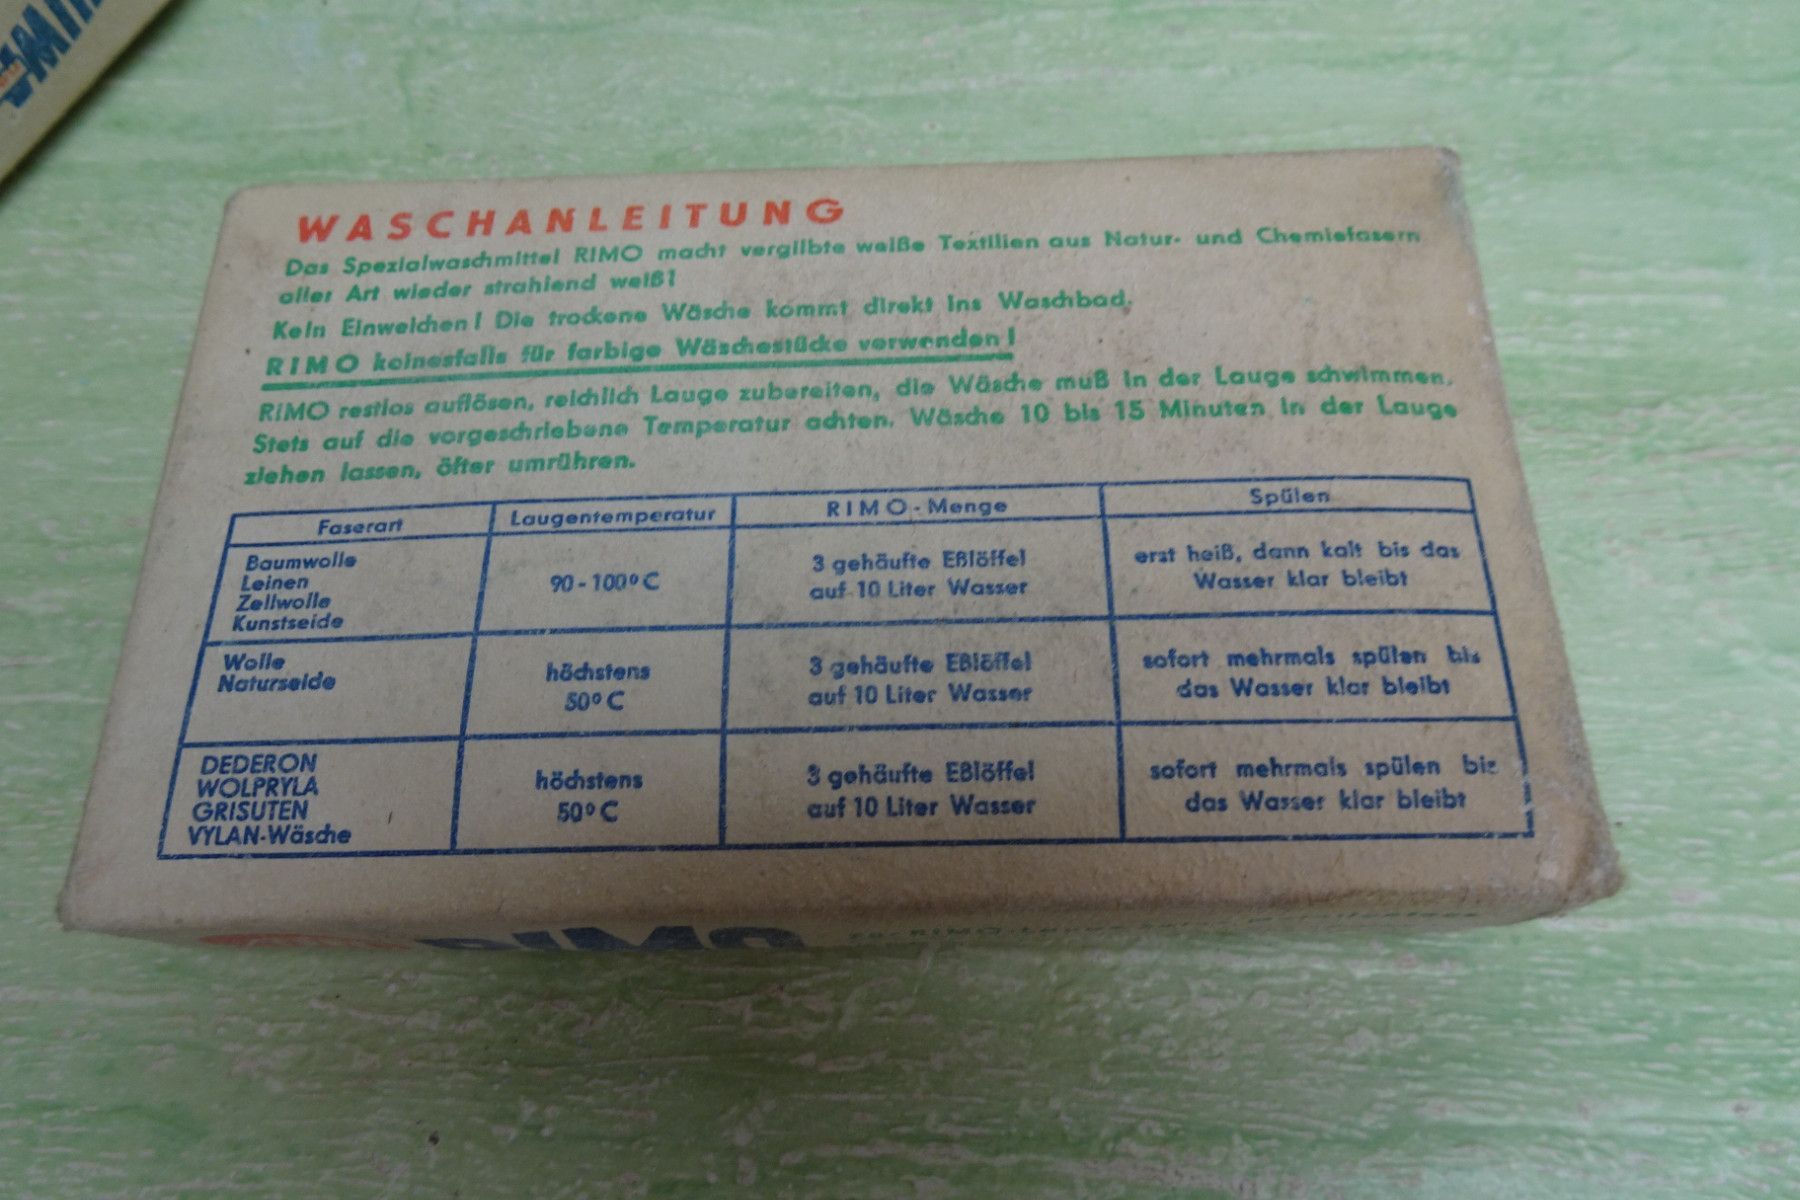 WASCHANLEITUNG
Das Spezialwaschmittel RIMO macht vergilbte weiße Textilien aus Natur- und Chemiefasern
aller Art wieder strahlend weiß!
Kein Einweichen! Die trockene Wäsche kommt direkt ins Waschbad.
RIMO keinesfalls für farbige Wäschestücke verwenden!
RIMO restlos auflösen, reichlich Lauge zubereiten, die Wäsche muß in der Lauge schwimmen.
Stets auf die vorgeschriebene Temperatur achten. Wäsche 10 bis 15 Minuten in der Lauge
ziehen lassen, öfter umrühren.
Faserart Laugentemperatur RIMO-Menge Spülen
Baumwolle
Leinen
Zellwolle
Kunstseide
90-100° C
3 gehäufte Eßlöffel
auf 10 Liter Wasser
erst heiß, dann kalt bis das
Wasser klar bleibt
Wolle
Naturseide
höchstens
50° C
3 gehäufte Eßlöffel
auf 10 Liter Wasser
sofort mehrmals spülen bis
das Wasser klar bleibt
DEDERON
WOLPRYLA
GRISUTEN
VYLAN-Wäsche
höchstens
50° C
3 gehäufte Eßlöffel
auf 10 Liter Wasser
sofort mehrmals spülen bis
das Wasser klar bleibt
RIMO